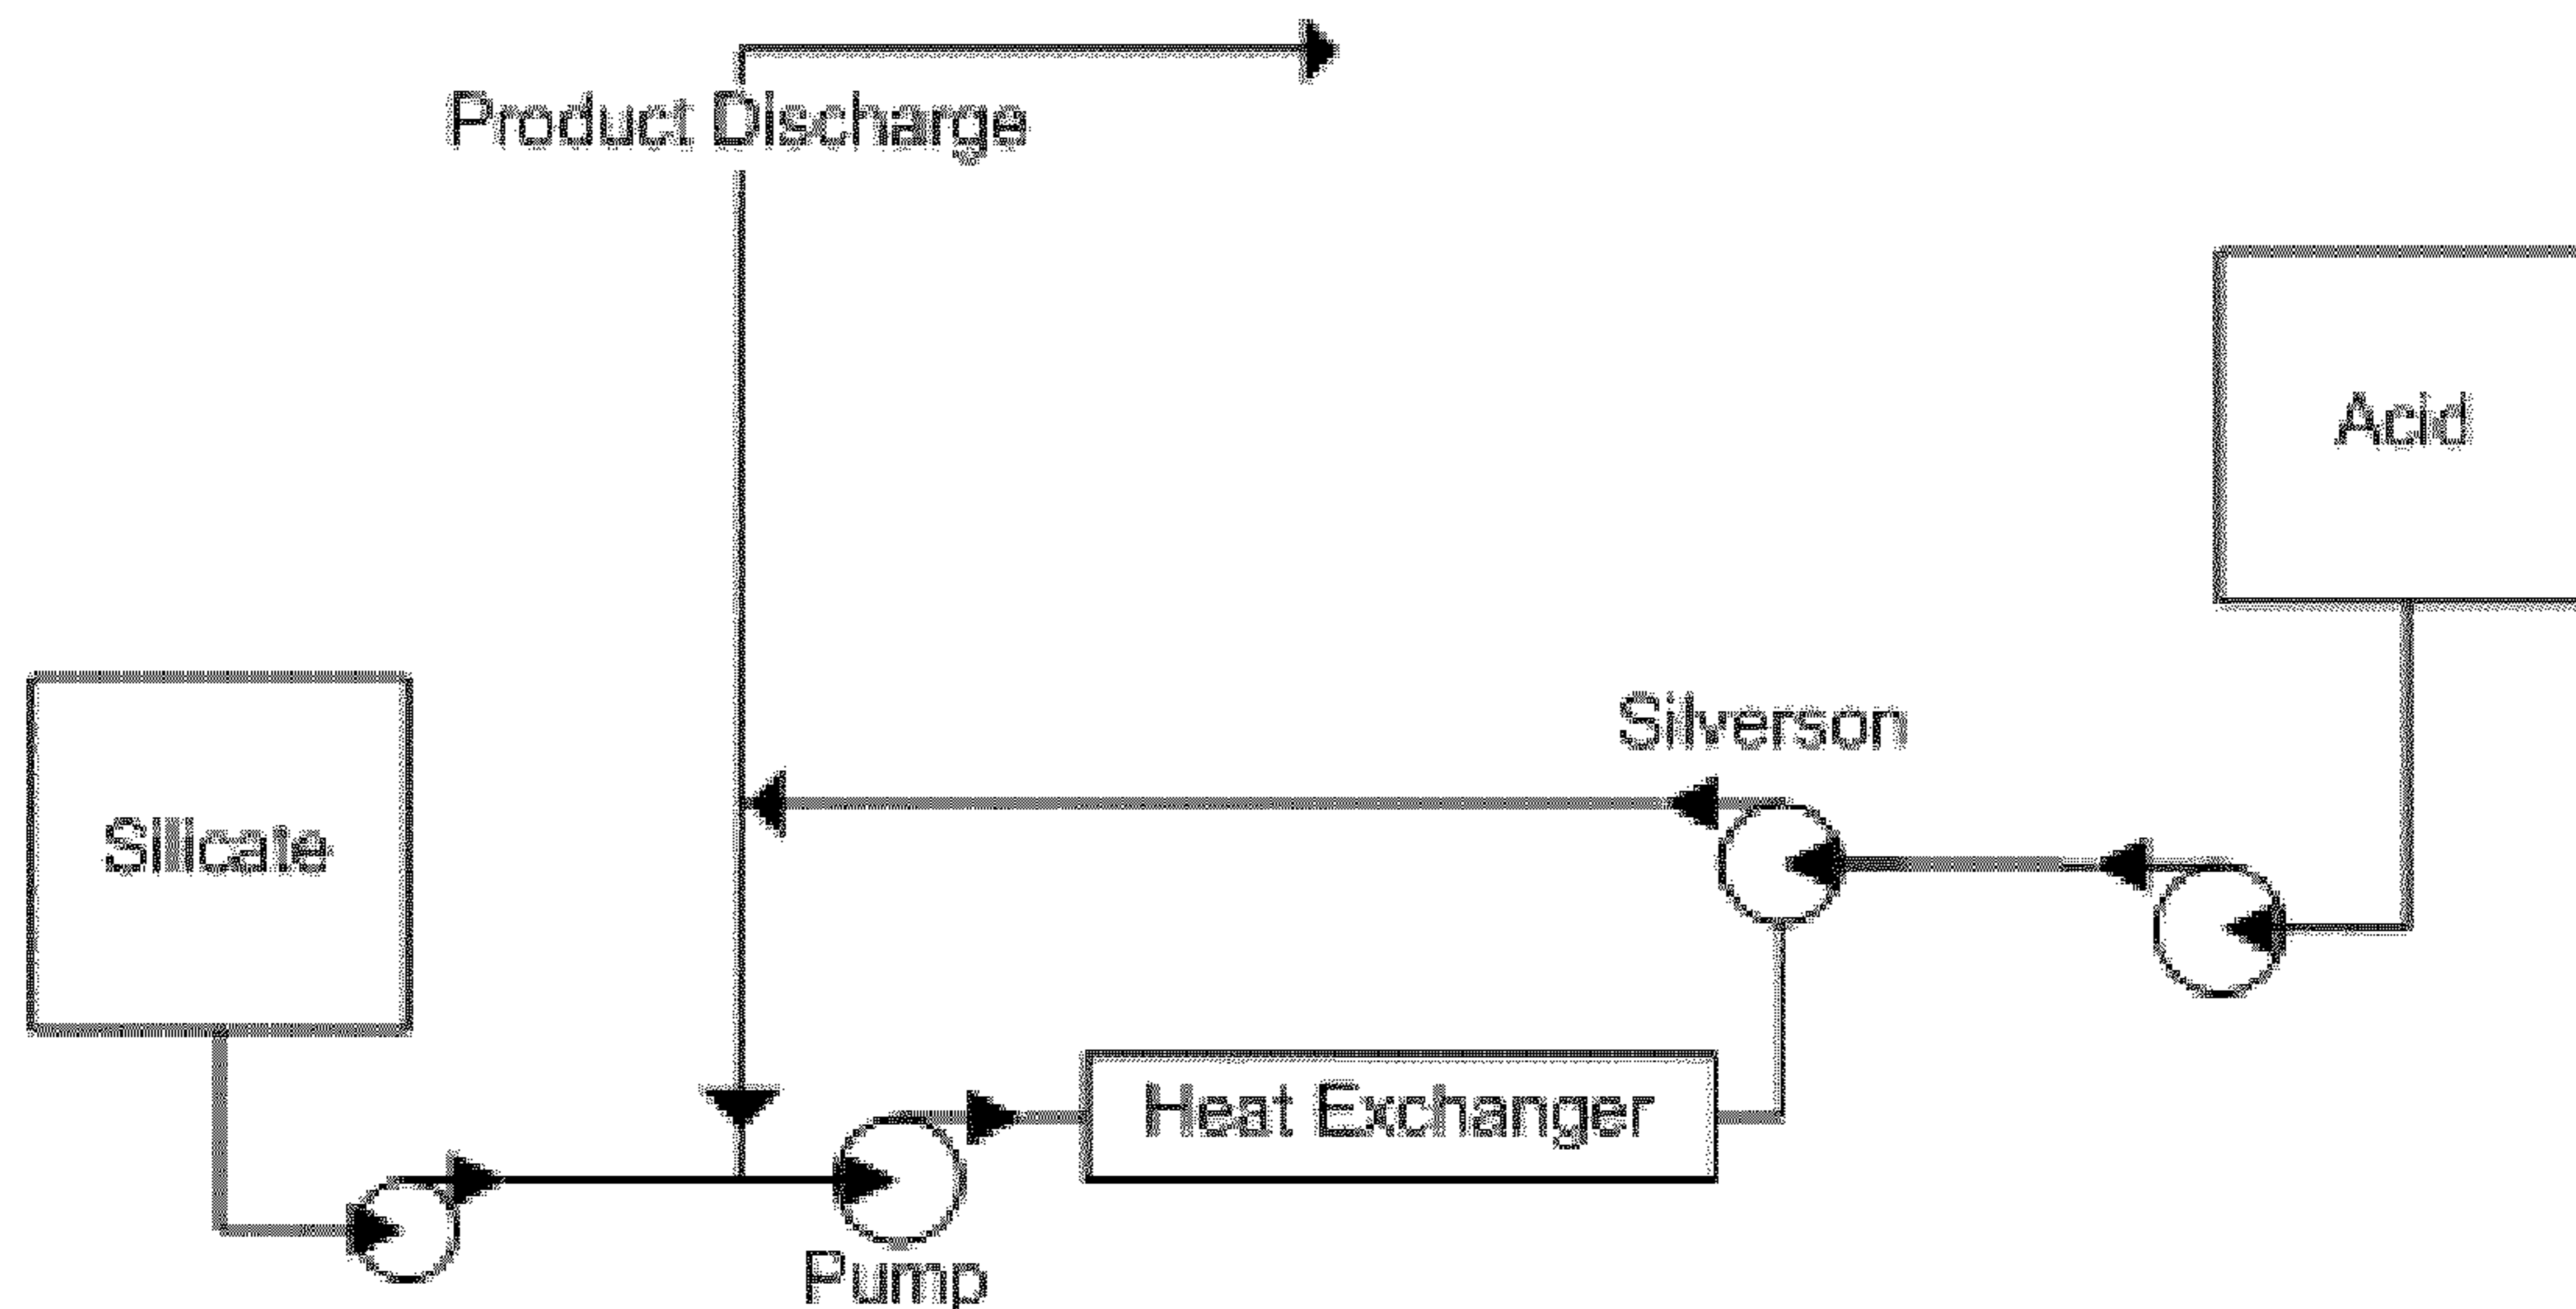 Product Discharge
Acid
Silverson
Silicate
Heat Exchanger
Pump